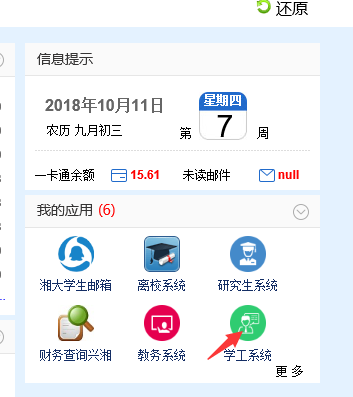 还原
信息提示
2018年10月11日
农历 九月初三
星期四
第 7 周
一卡通余额 15.61 未读邮件 null
我的应用 (6)
湘大学生邮箱 离校系统 研究生系统
财务查询兴湘 教务系统 学工系统
更多